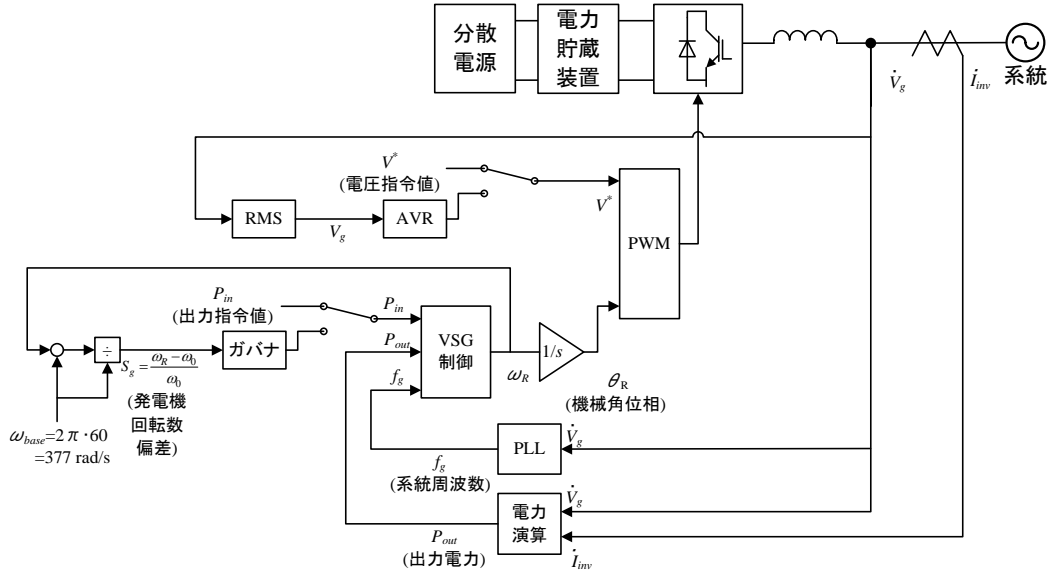 分散
電源
電力
貯蔵
装置
系統
V̇g
İinv
V*
(電圧指令値)
RMS
Vg
AVR
V*
PWM
Pin
(出力指令値)
Pin
Pout
fg
VSG
制御
ωR
1/s
θR
(機械角位相)
÷
Sg = (ωR − ω0) / ω0
(発電機
回転数
偏差)
ガバナ
ωbase=2π・60
=377 rad/s
PLL
V̇g
fg
(系統周波数)
電力
演算
V̇g
İinv
Pout
(出力電力)